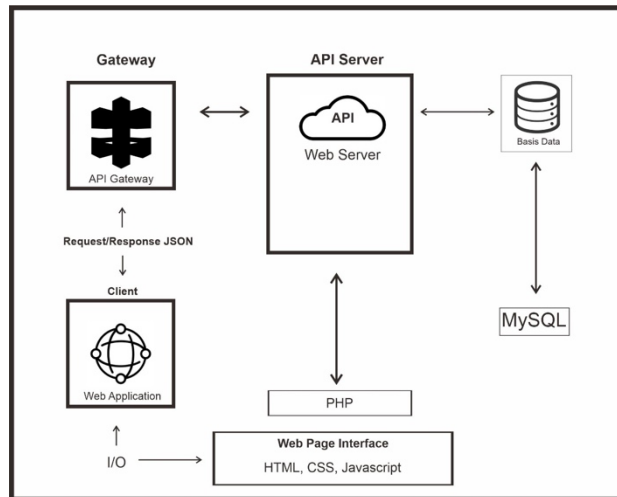 Gateway
API Server
API Gateway
API
Web Server
Basis Data
Request/Response JSON
Client
Web Application
MySQL
PHP
I/O
Web Page Interface
HTML, CSS, Javascript